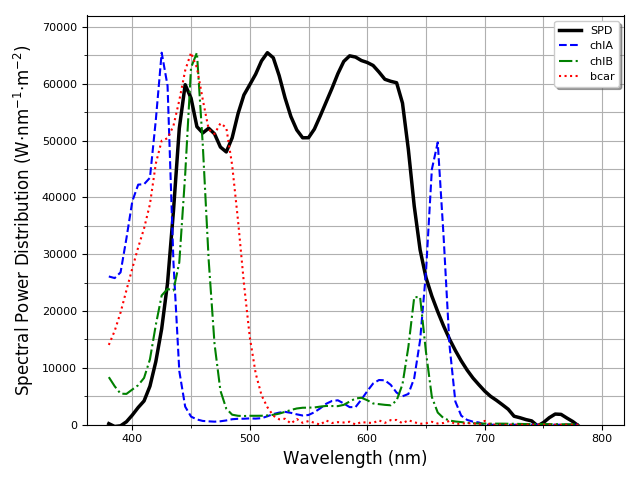 70000
60000
50000
40000
30000
20000
10000
0
Spectral Power Distribution (W·nm⁻¹·m⁻²)
SPD
chlA
chlB
bcar
400 500 600 700 800
Wavelength (nm)